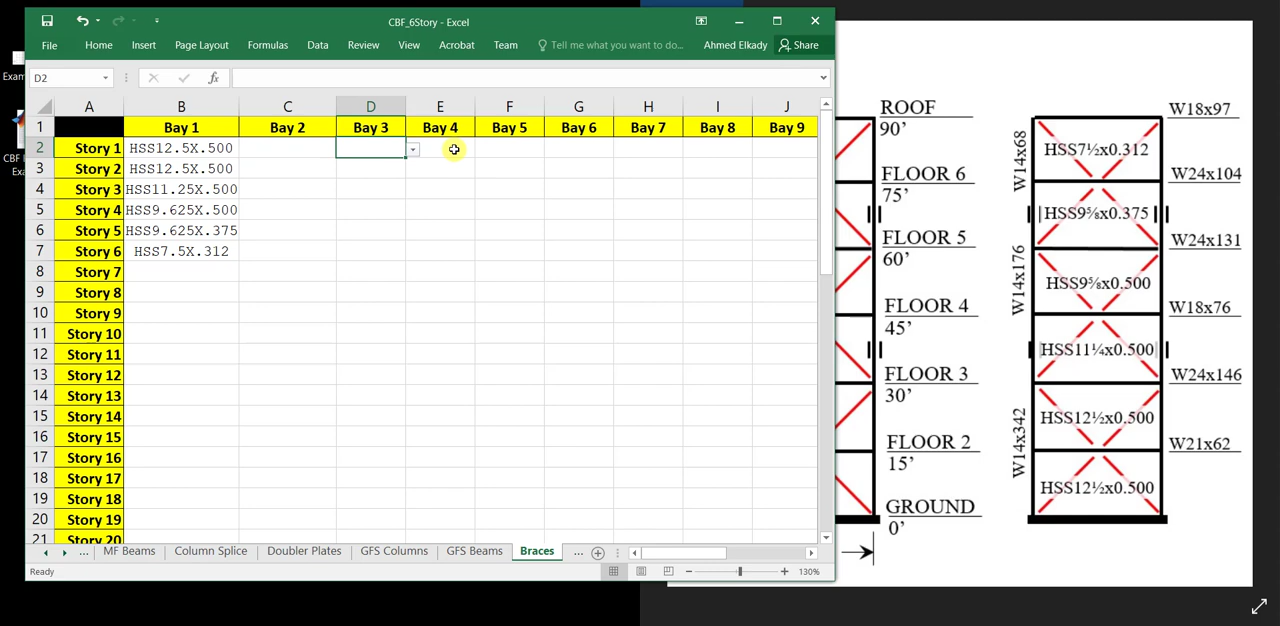 CBF_6Story - Excel
File Home Insert Page Layout Formulas Data Review View Acrobat Team Tell me what you want to do... Ahmed Elkady Share
D2 fx
A B C D E F G H I J
1 Bay 1 Bay 2 Bay 3 Bay 4 Bay 5 Bay 6 Bay 7 Bay 8 Bay 9
2 Story 1 HSS12.5X.500
3 Story 2 HSS12.5X.500
4 Story 3 HSS11.25X.500
5 Story 4 HSS9.625X.500
6 Story 5 HSS9.625X.375
7 Story 6 HSS7.5X.312
8 Story 7
9 Story 8
10 Story 9
11 Story 10
12 Story 11
13 Story 12
14 Story 13
15 Story 14
16 Story 15
17 Story 16
18 Story 17
19 Story 18
20 Story 19
21 Story 20
... MF Beams Column Splice Doubler Plates GFS Columns GFS Beams Braces ...
Ready 130%
Exam
CBF
Exa
ROOF
90’
FLOOR 6
75’
FLOOR 5
60’
FLOOR 4
45’
FLOOR 3
30’
FLOOR 2
15’
GROUND
0’
W14x68
W14x176
W14x342
HSS7½x0.312
HSS9⅝x0.375
HSS9⅝x0.500
HSS11¼x0.500
HSS12½x0.500
HSS12½x0.500
W18x97
W24x104
W24x131
W18x76
W24x146
W21x62